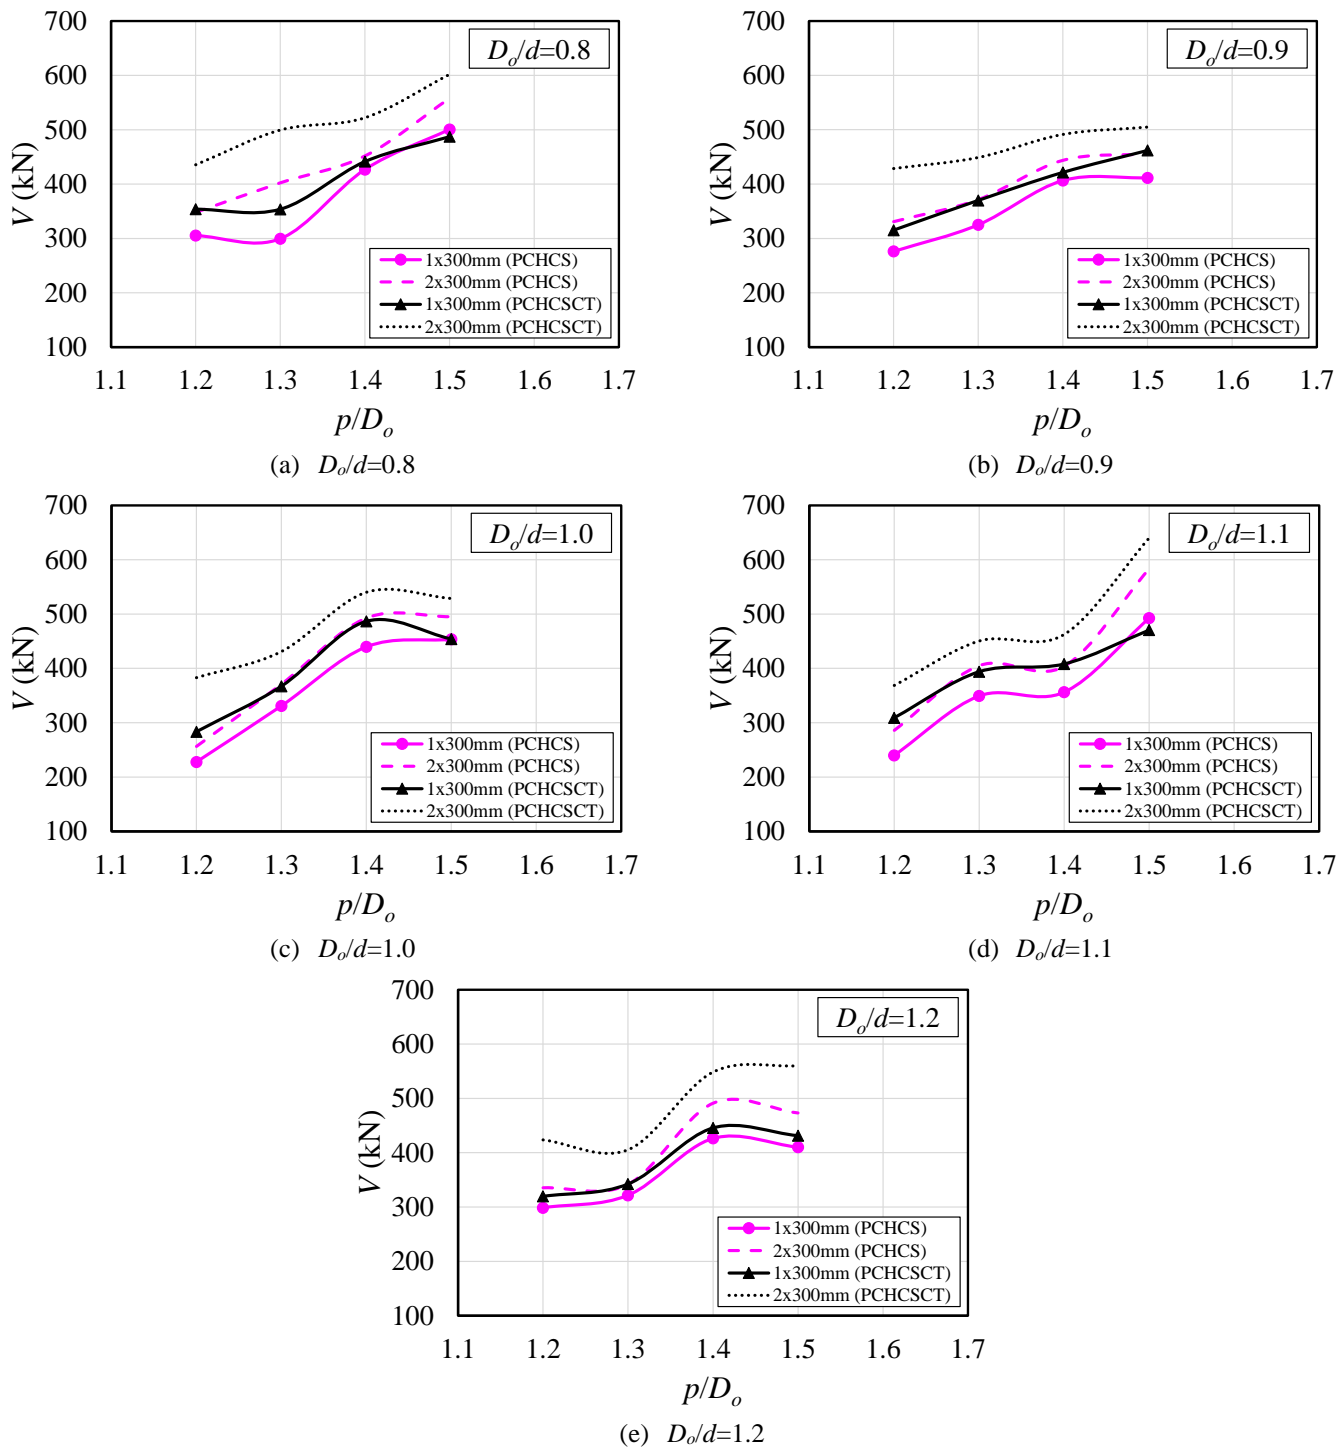 700
600
500
400
300
200
100
V (kN)
Dₒ/d=0.8
1x300mm (PCHCS)
2x300mm (PCHCS)
1x300mm (PCHCSCT)
2x300mm (PCHCSCT)
1.1 1.2 1.3 1.4 1.5 1.6 1.7
p/Dₒ
(a) Dₒ/d=0.8
700
600
500
400
300
200
100
V (kN)
Dₒ/d=0.9
1x300mm (PCHCS)
2x300mm (PCHCS)
1x300mm (PCHCSCT)
2x300mm (PCHCSCT)
1.1 1.2 1.3 1.4 1.5 1.6 1.7
p/Dₒ
(b) Dₒ/d=0.9
700
600
500
400
300
200
100
V (kN)
Dₒ/d=1.0
1x300mm (PCHCS)
2x300mm (PCHCS)
1x300mm (PCHCSCT)
2x300mm (PCHCSCT)
1.1 1.2 1.3 1.4 1.5 1.6 1.7
p/Dₒ
(c) Dₒ/d=1.0
700
600
500
400
300
200
100
V (kN)
Dₒ/d=1.1
1x300mm (PCHCS)
2x300mm (PCHCS)
1x300mm (PCHCSCT)
2x300mm (PCHCSCT)
1.1 1.2 1.3 1.4 1.5 1.6 1.7
p/Dₒ
(d) Dₒ/d=1.1
700
600
500
400
300
200
100
V (kN)
Dₒ/d=1.2
1x300mm (PCHCS)
2x300mm (PCHCS)
1x300mm (PCHCSCT)
2x300mm (PCHCSCT)
1.1 1.2 1.3 1.4 1.5 1.6 1.7
p/Dₒ
(e) Dₒ/d=1.2